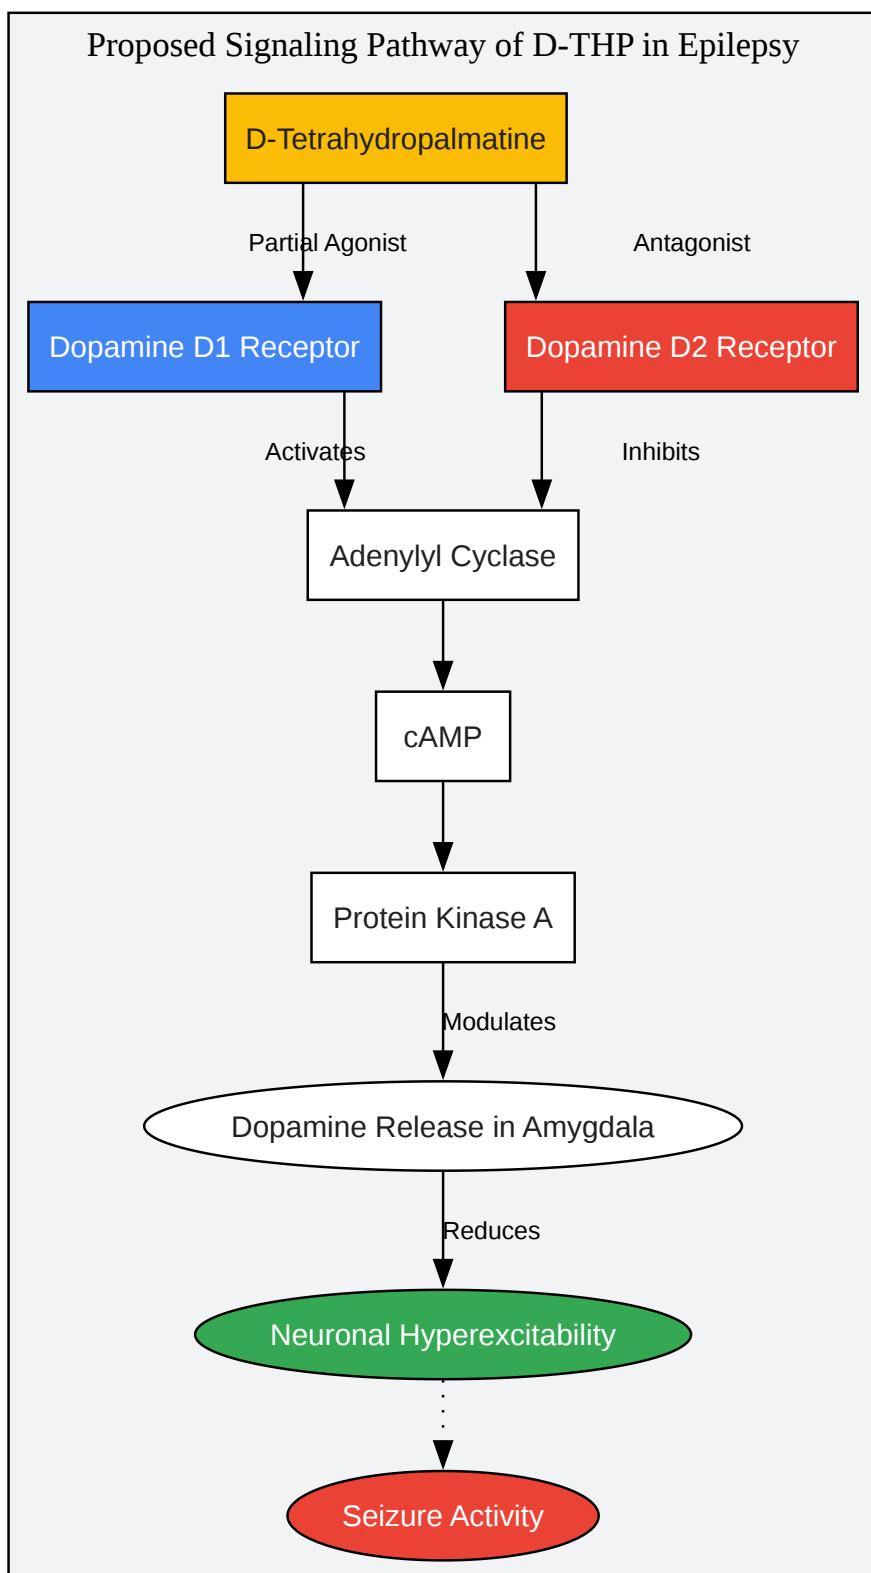 Proposed Signaling Pathway of D-THP in Epilepsy
D-Tetrahydropalmatine
Partial Agonist
Antagonist
Dopamine D1 Receptor
Dopamine D2 Receptor
Activates
Inhibits
Adenylyl Cyclase
cAMP
Protein Kinase A
Modulates
Dopamine Release in Amygdala
Reduces
Neuronal Hyperexcitability
Seizure Activity